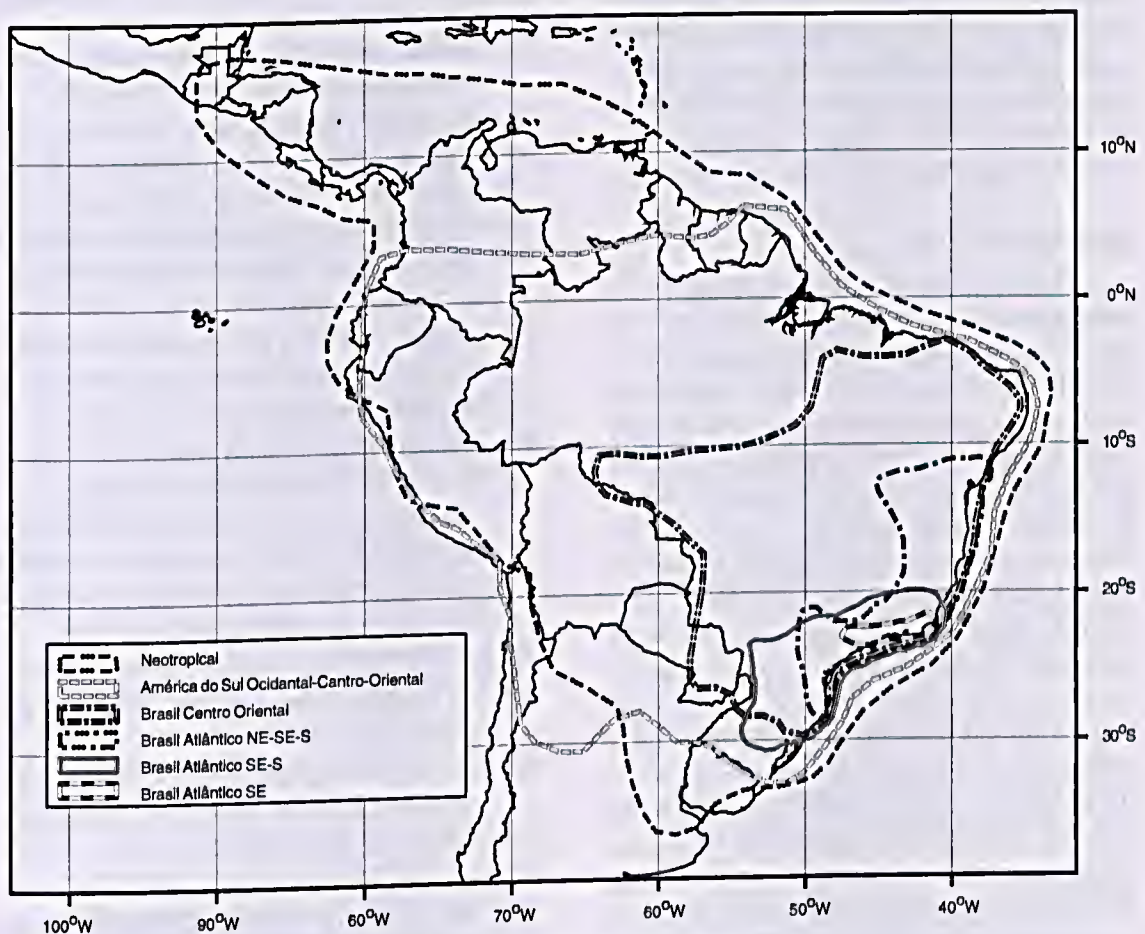 10°N
0°N
10°S
20°S
30°S
Neotropical
América do Sul Ocidantal-Cantro-Oriental
Brasil Centro Oriental
Brasil Atlântico NE-SE-S
Brasil Atlântico SE-S
Brasil Atlântico SE
100°W 90°W 60°W 70°W 60°W 50°W 40°W